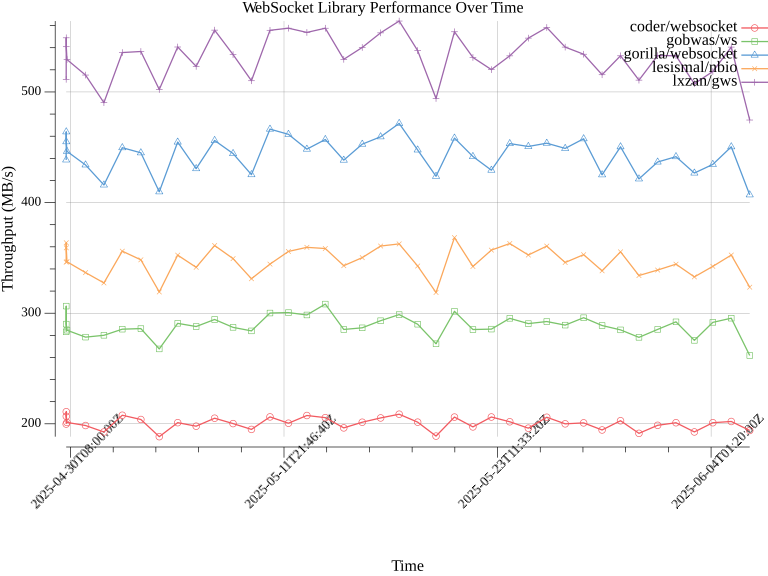 WebSocket Library Performance Over Time
coder/websocket
gobwas/ws
gorilla/websocket
lesismal/nbio
lxzan/gws
Throughput (MB/s)
500
400
300
200
2025-04-30T08:00:00Z
2025-05-11T21:46:40Z
2025-05-23T11:33:20Z
2025-06-04T01:20:00Z
Time